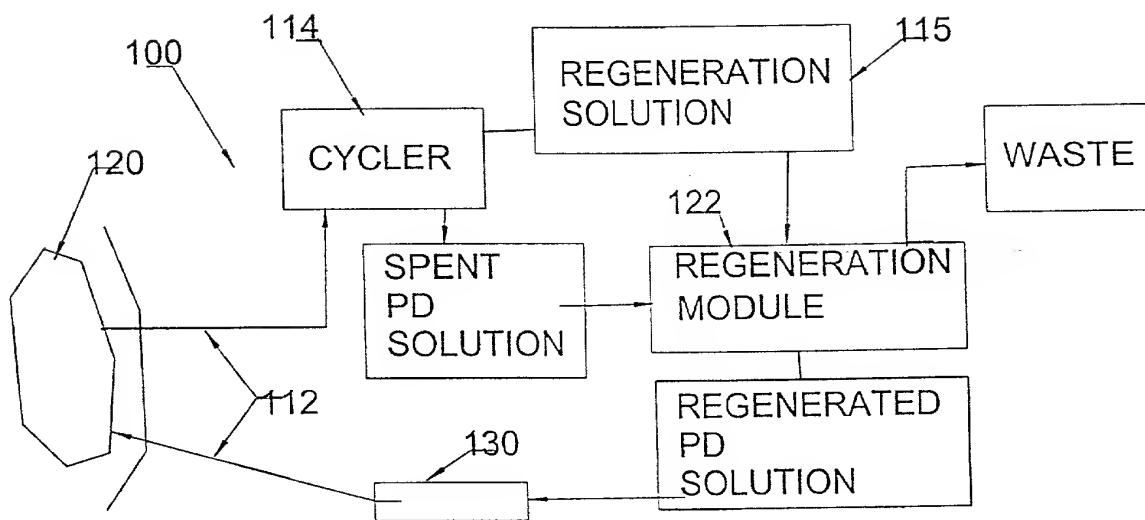 114
100
REGENERATION
SOLUTION
115
120
CYCLER
WASTE
122
SPENT
PD
SOLUTION
REGENERATION
MODULE
112
130
REGENERATED
PD
SOLUTION